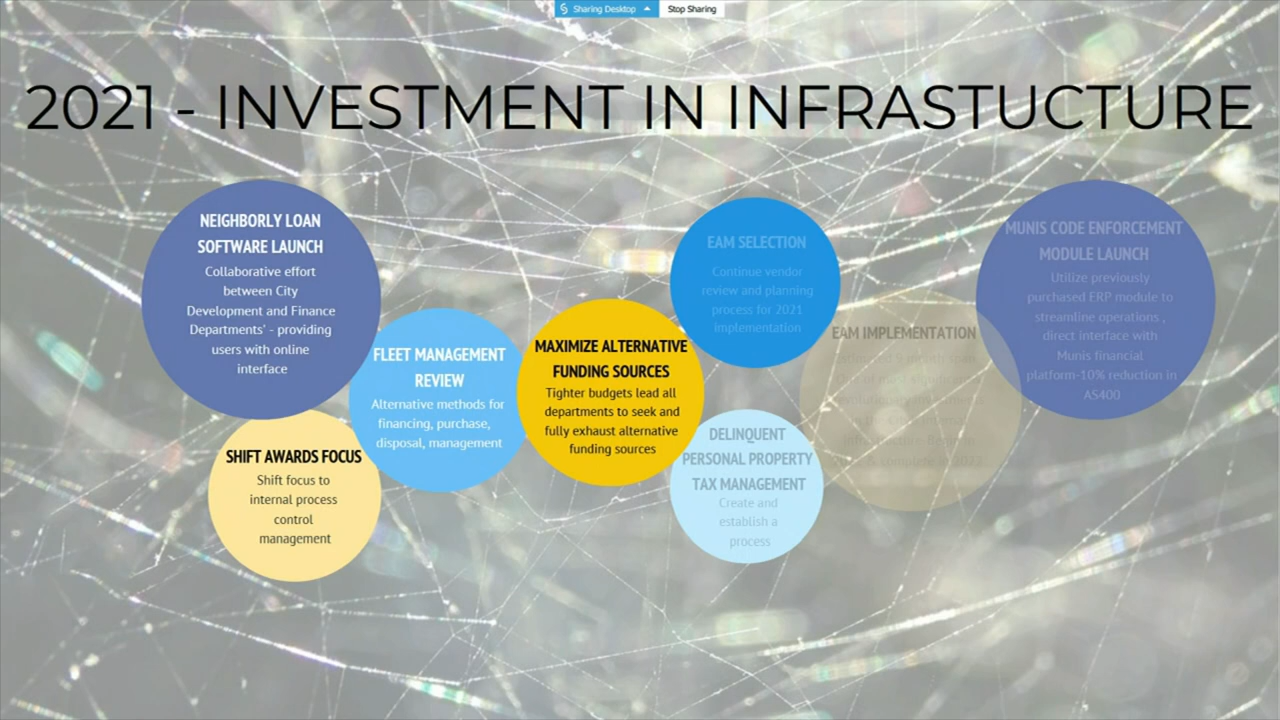 Sharing Desktop
Stop Sharing
2021 - INVESTMENT IN INFRASTUCTURE
NEIGHBORLY LOAN
SOFTWARE LAUNCH
Collaborative effort
between City
Development and Finance
Departments' - providing
users with online
interface
SHIFT AWARDS FOCUS
Shift focus to
internal process
control
management
FLEET MANAGEMENT
REVIEW
Alternative methods for
financing, purchase,
disposal, management
MAXIMIZE ALTERNATIVE
FUNDING SOURCES
Tighter budgets lead all
departments to seek and
fully exhaust alternative
funding sources
EAM SELECTION
Continue vendor
review and planning
process for 2021
implementation
DELINQUENT
PERSONAL PROPERTY
TAX MANAGEMENT
Create and
establish a
process
EAM IMPLEMENTATION
MUNIS CODE ENFORCEMENT
MODULE LAUNCH
Utilize previously
purchased ERP module to
streamline operations ,
direct interface with
Munis financial
platform-10% reduction in
AS400